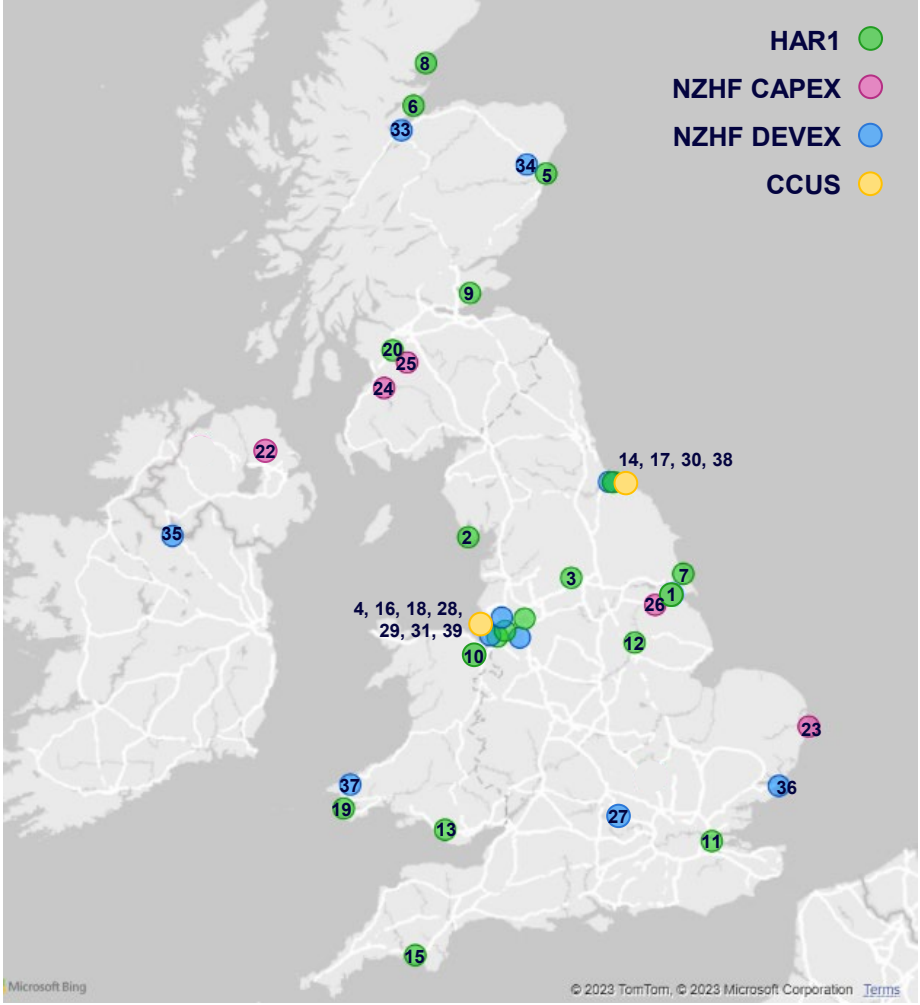 HAR1
8
NZHF CAPEX
6
33
NZHF DEVEX
34
5
CCUS
9
20
25
24
22
14, 17, 30, 38
35
2
3
7
1
26
4, 16, 18, 28,
29, 31, 39
12
10
23
37
36
19
27
13
11
15
Microsoft Bing
© 2023 TomTom, © 2023 Microsoft Corporation Terms